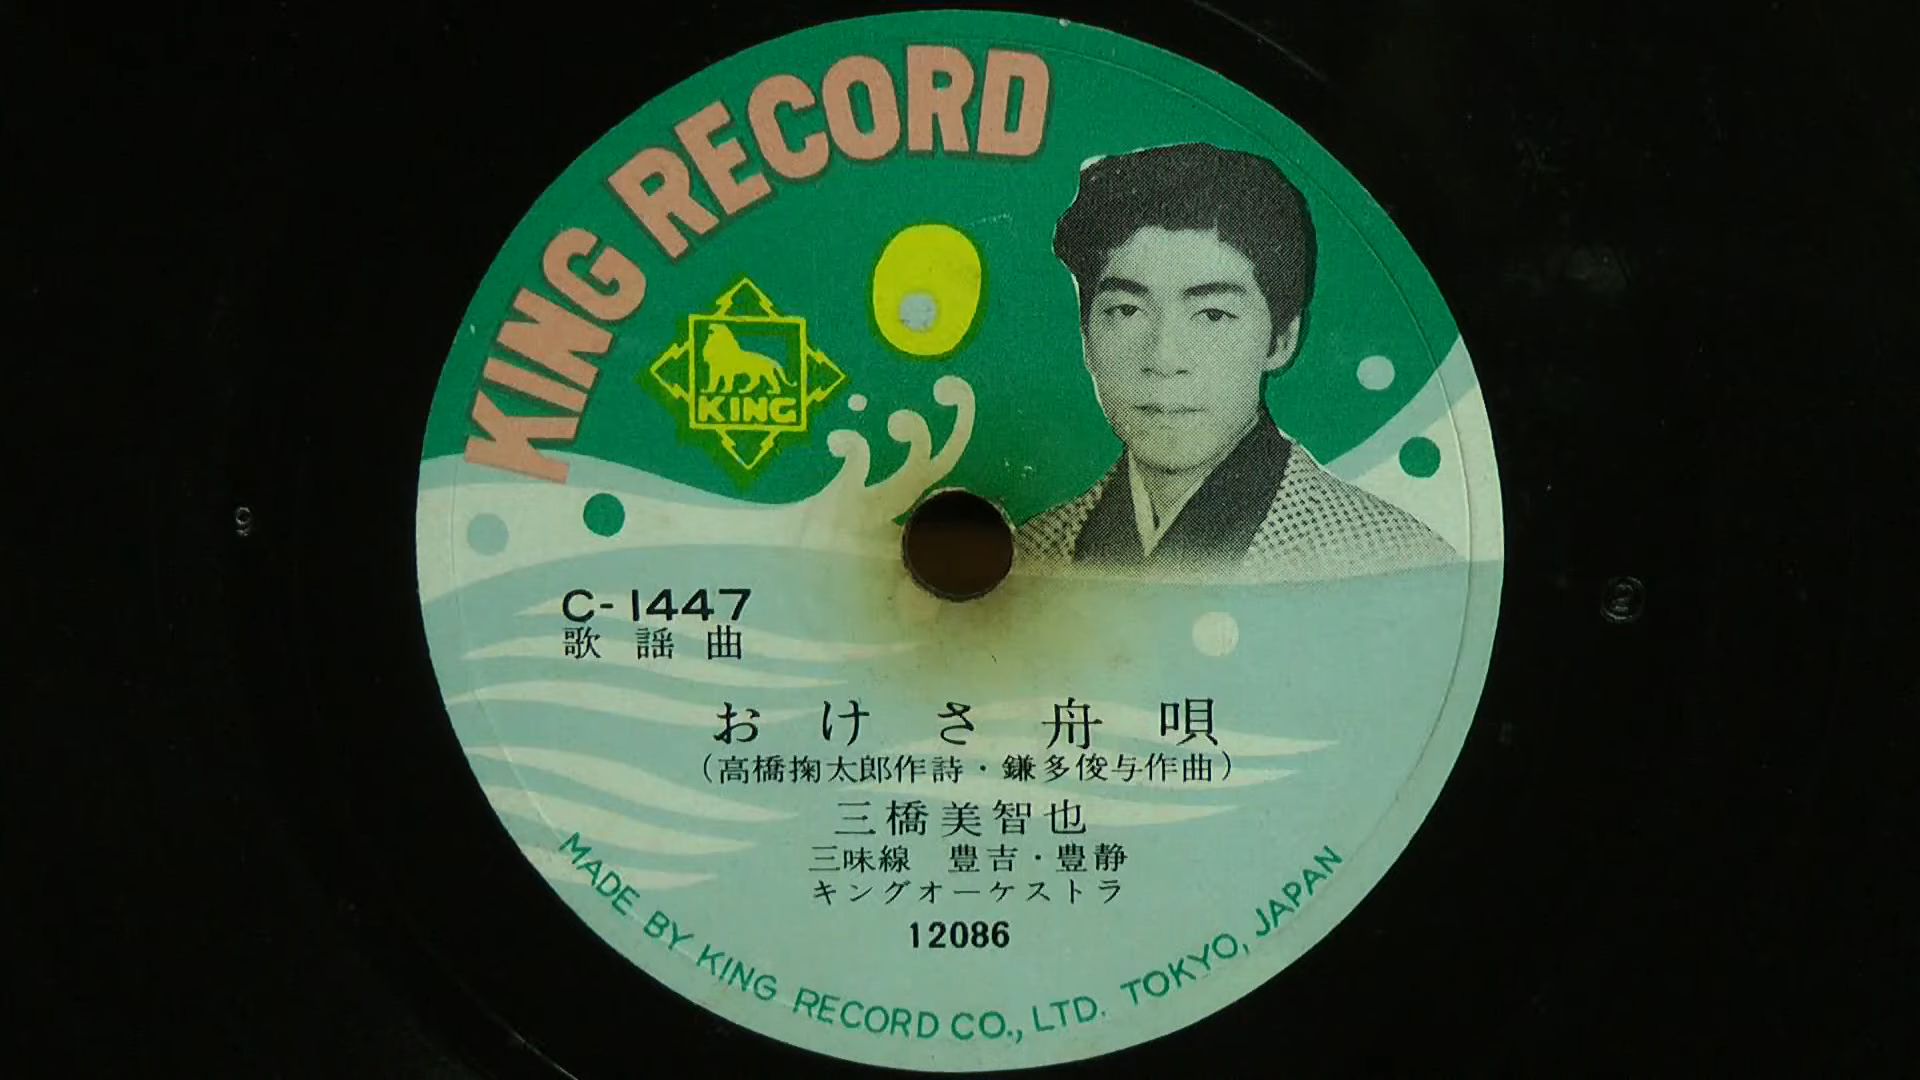 KING RECORD
KING
C-1447
歌謡曲
おけさ舟唄
(高橋掬太郎作詩・鎌多俊与作曲)
三橋美智也
三味線 豊吉・豊静
キングオーケストラ
12086
MADE BY KING RECORD CO., LTD. TOKYO, JAPAN